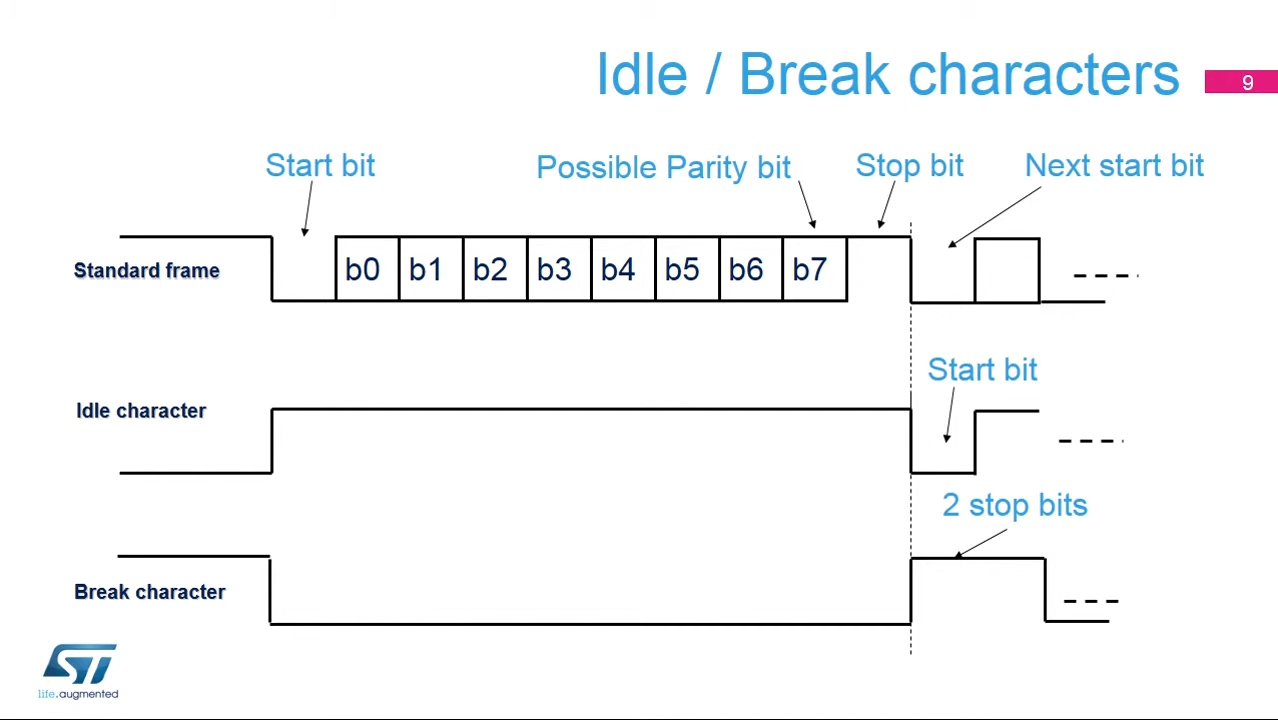 Idle / Break characters
9
Start bit
Possible Parity bit
Stop bit
Next start bit
Standard frame
b0 b1 b2 b3 b4 b5 b6 b7
Start bit
Idle character
2 stop bits
Break character
ST
life.augmented